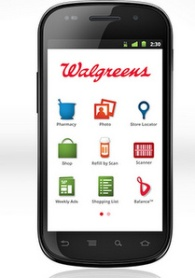 2:30
Walgreens
Pharmacy Photo Store Locator
Shop Refill by Scan Scanner
Weekly Ads Shopping List Balance™